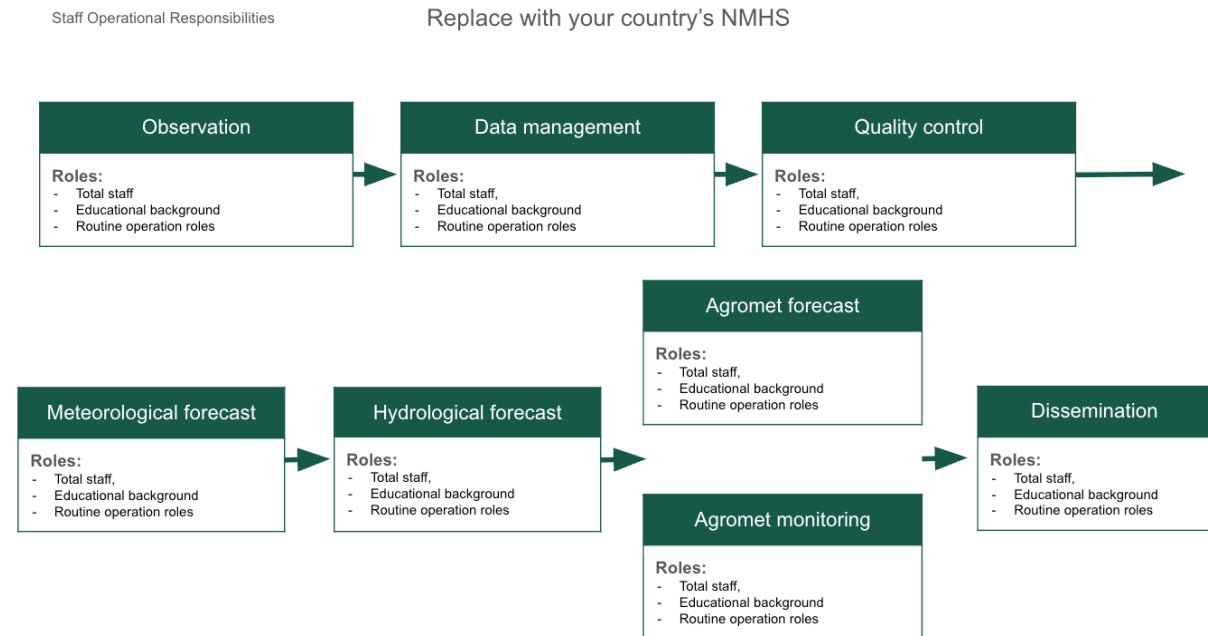 Staff Operational Responsibilities
Replace with your country’s NMHS
Observation
Roles:
- Total staff
- Educational background
- Routine operation roles
Data management
Roles:
- Total staff,
- Educational background
- Routine operation roles
Quality control
Roles:
- Total staff,
- Educational background
- Routine operation roles
Meteorological forecast
Roles:
- Total staff,
- Educational background
- Routine operation roles
Hydrological forecast
Roles:
- Total staff,
- Educational background
- Routine operation roles
Agromet forecast
Roles:
- Total staff,
- Educational background
- Routine operation roles
Agromet monitoring
Roles:
- Total staff,
- Educational background
- Routine operation roles
Dissemination
Roles:
- Total staff,
- Educational background
- Routine operation roles